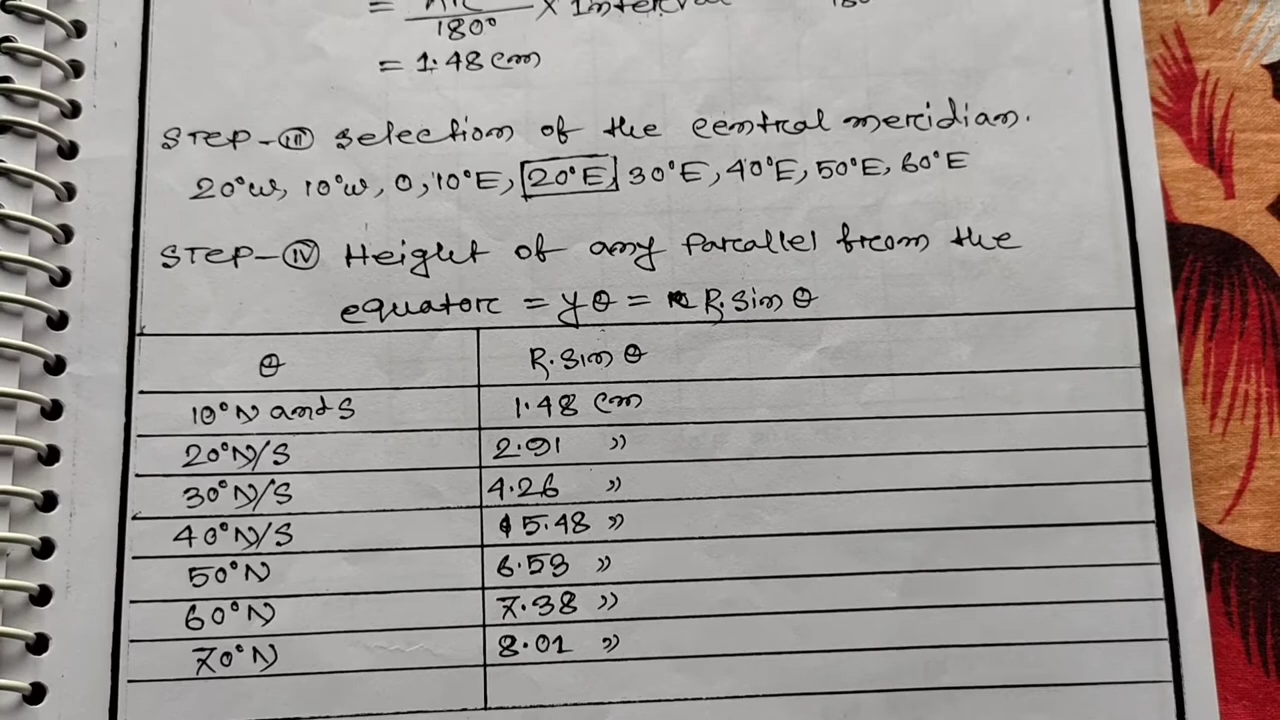 = × Interval
180°
= 1.48 cm
STEP-III Selection of the central meridian.
20°W, 10°W, 0, 10°E, 20°E, 30°E, 40°E, 50°E, 60°E
STEP-IV Height of any Parallel from the
equator = yθ = R. Sin θ
θ R. Sin θ
10°N and S 1.48 cm
20°N/S 2.91 "
30°N/S 4.26 "
40°N/S 5.48 "
50°N 6.53 "
60°N 7.38 "
70°N 8.01 "